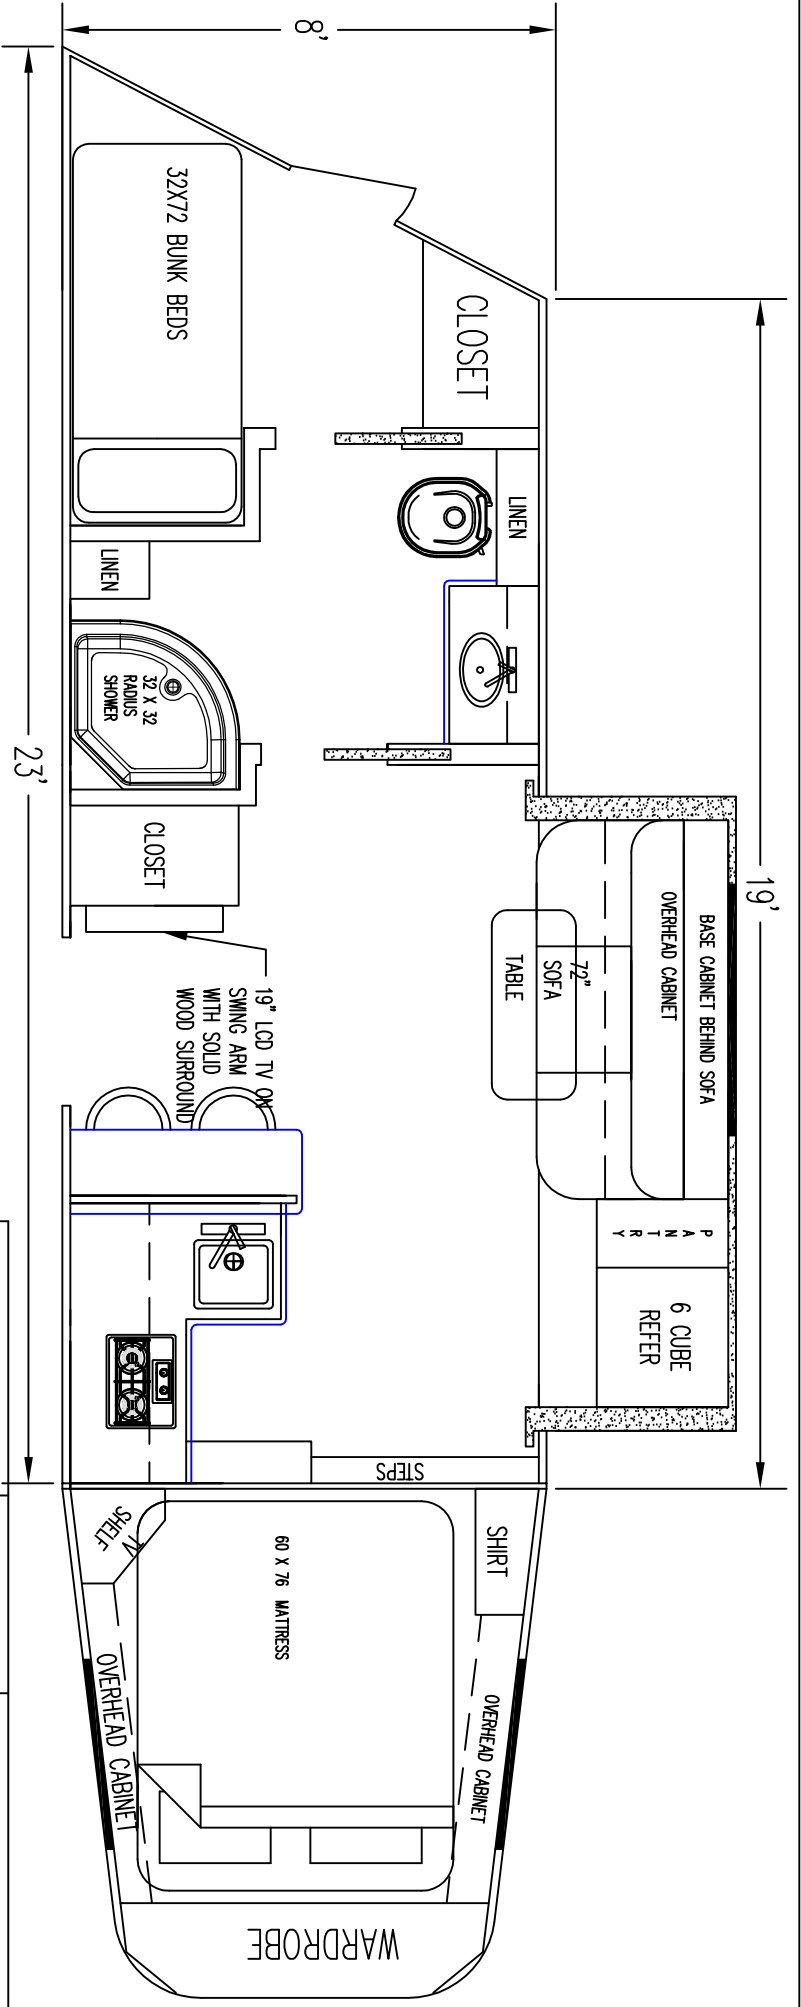 8'
19'
23'
32X72 BUNK BEDS
CLOSET
LINEN
LINEN
32 X 32
RADIUS
SHOWER
CLOSET
19" LCD TV ON
SWING ARM
WITH SOLID
WOOD SURROUND
BASE CABINET BEHIND SOFA
OVERHEAD CABINET
72"
SOFA
TABLE
PANTRY
6 CUBE
REFER
STEPS
SHIRT
TV
SHELF
60 X 76 MATTRESS
OVERHEAD CABINET
OVERHEAD CABINET
WARDROBE